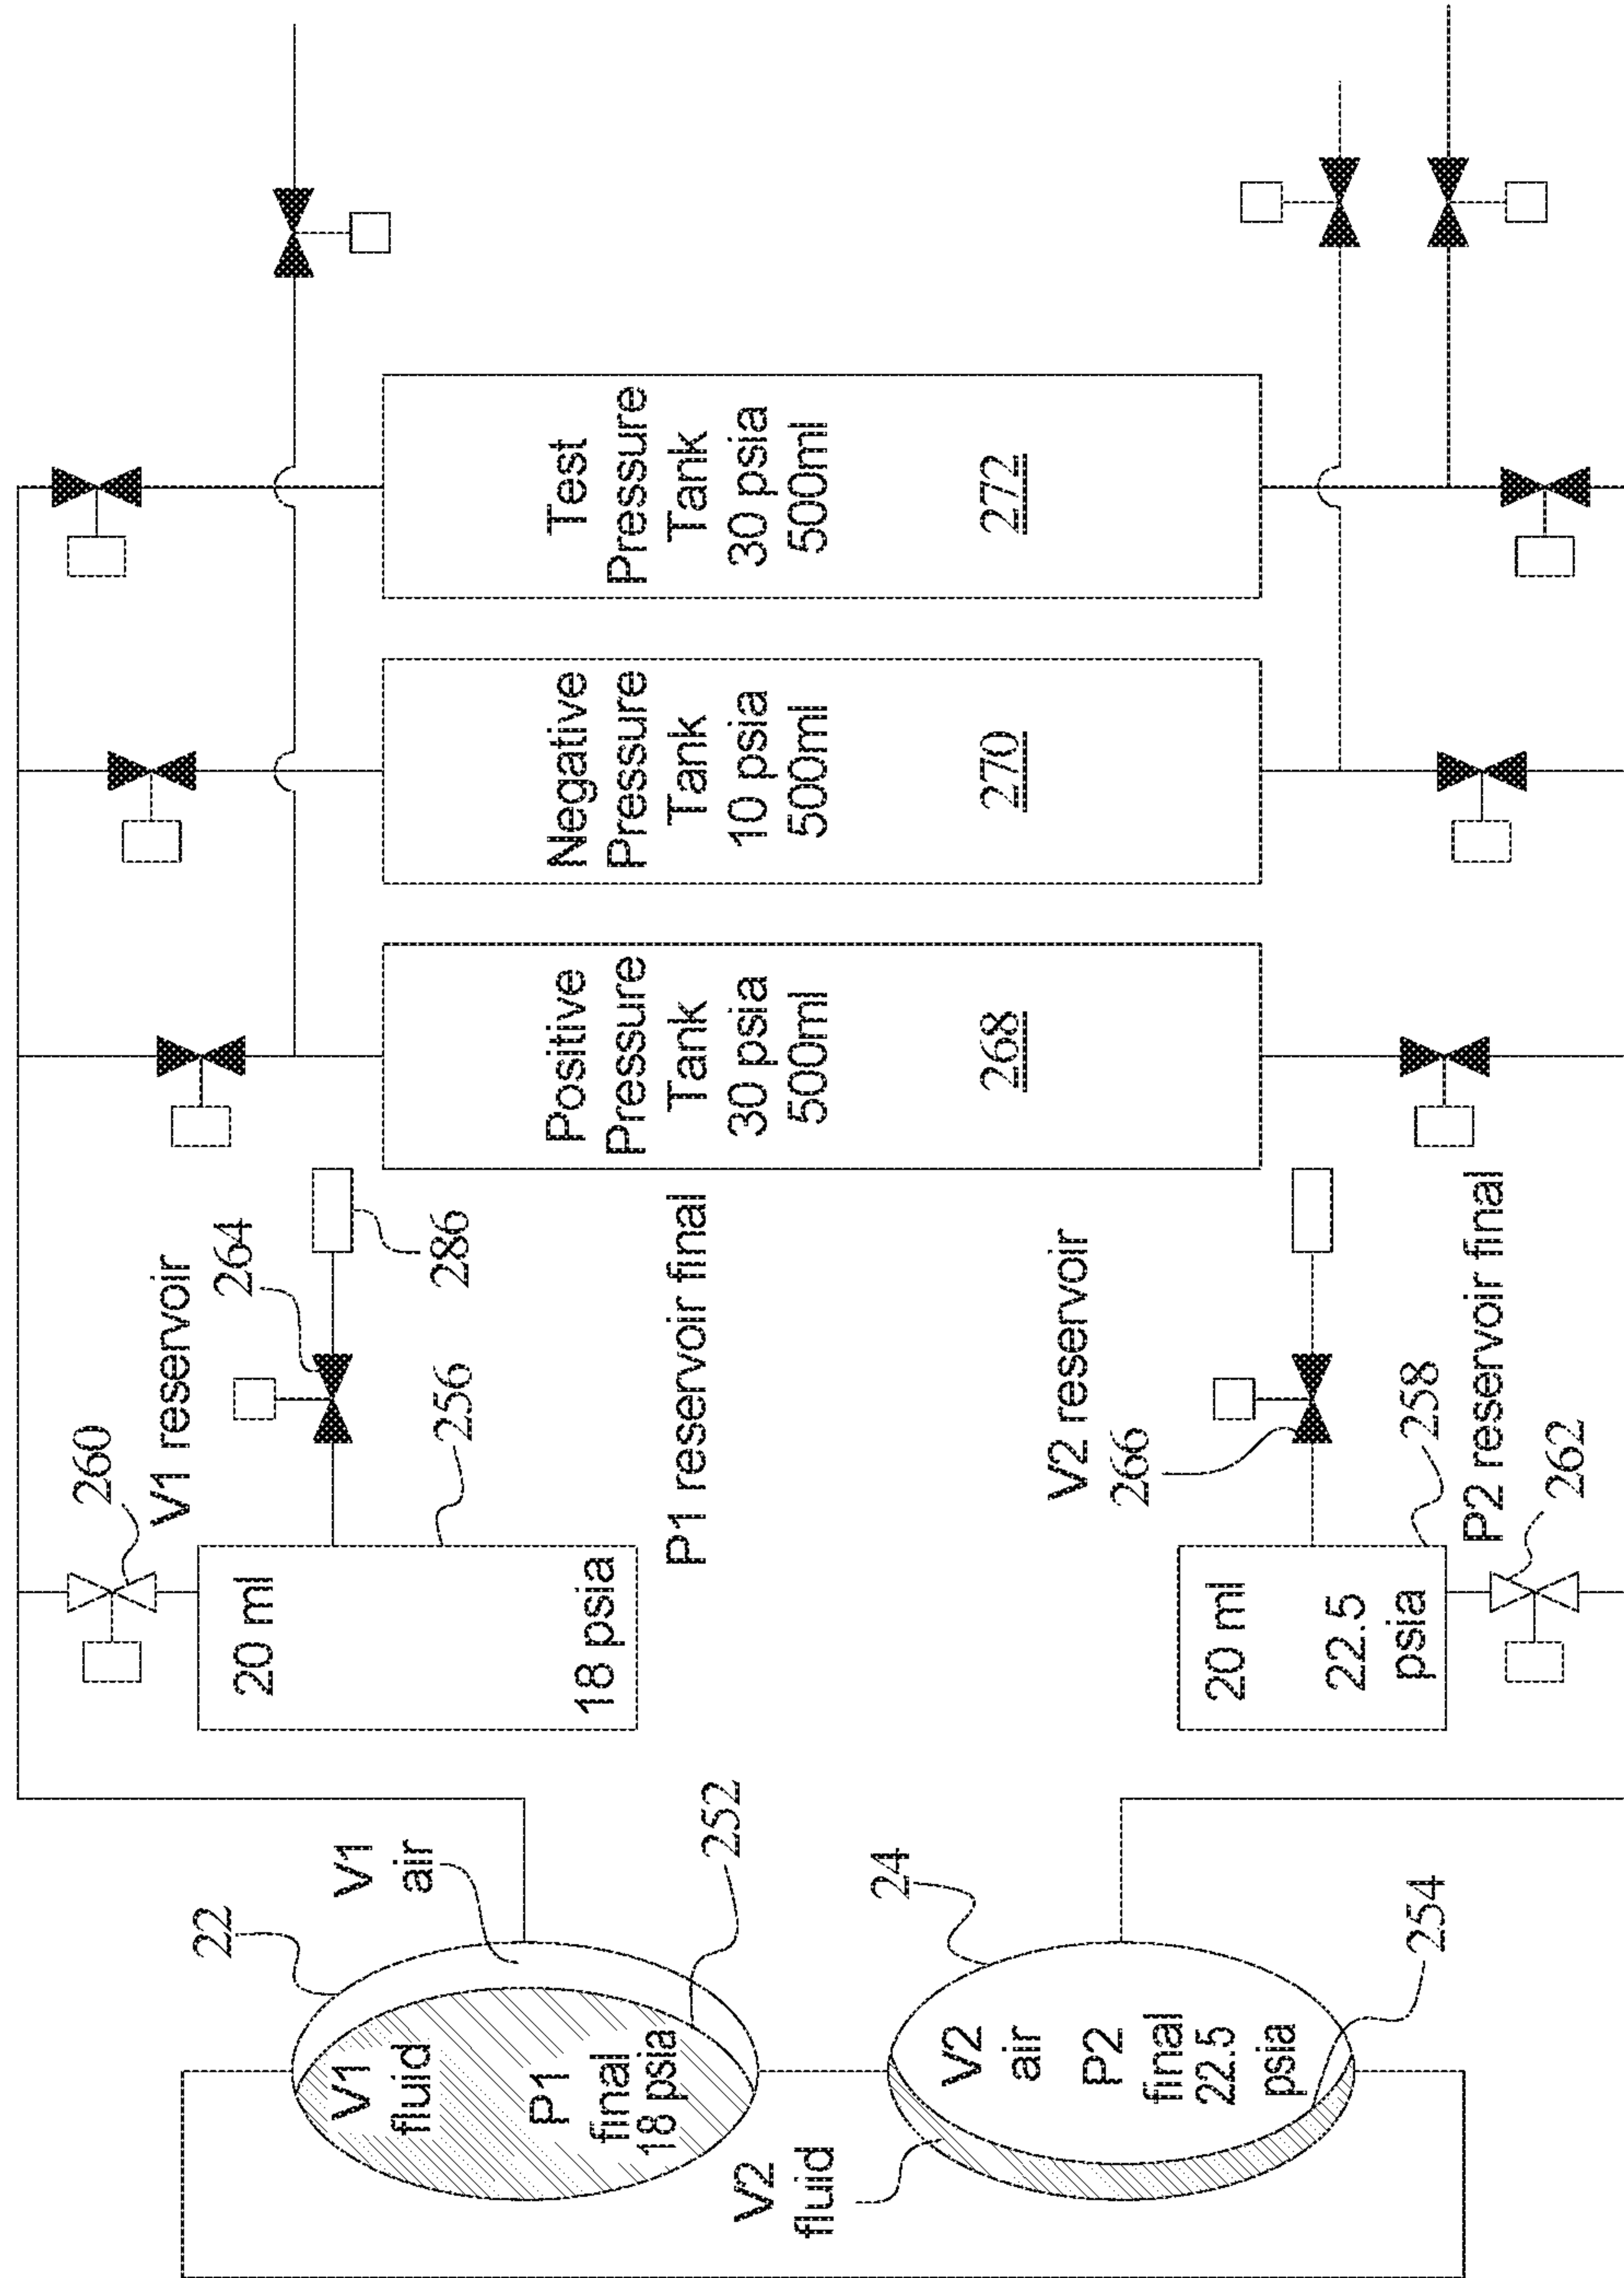 22
V1
air
V1
fluid
P1
final
18 psia
252
V2
fluid
24
V2
air
P2
final
22.5
psia
254
260
V1 reservoir
264
286
20 ml
18 psia
256
P1 reservoir final
V2 reservoir
266
20 ml
22.5
psia
258
P2 reservoir final
262
Positive
Pressure
Tank
30 psia
500ml
268
Negative
Pressure
Tank
10 psia
500ml
270
Test
Pressure
Tank
30 psia
500ml
272